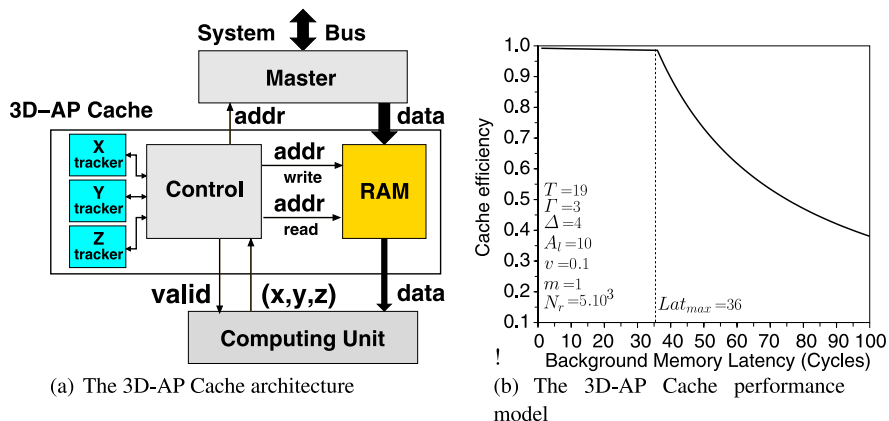 System Bus
Master
3D–AP Cache
addr
data
X
tracker
Y
tracker
Z
tracker
Control
addr
write
addr
read
RAM
valid
(x,y,z)
data
Computing Unit
(a) The 3D-AP Cache architecture
1.0
0.9
0.8
0.7
0.6
0.5
0.4
0.3
0.2
0.1
Cache efficiency
T=19
Γ=3
Δ=4
A_l=10
v=0.1
m=1
N_r=5.10^3
Lat_max=36
0 10 20 30 40 50 60 70 80 90 100
!
Background Memory Latency (Cycles)
(b) The 3D-AP Cache performance
model